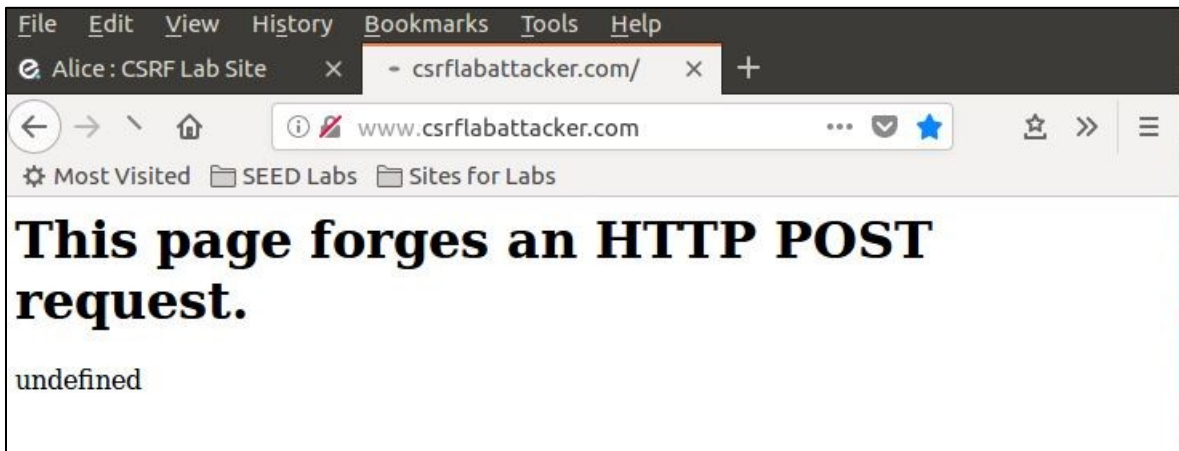 File Edit View History Bookmarks Tools Help
Alice : CSRF Lab Site × csrflabattacker.com/ × +
www.csrflabattacker.com
Most Visited SEED Labs Sites for Labs
This page forges an HTTP POST
request.
undefined